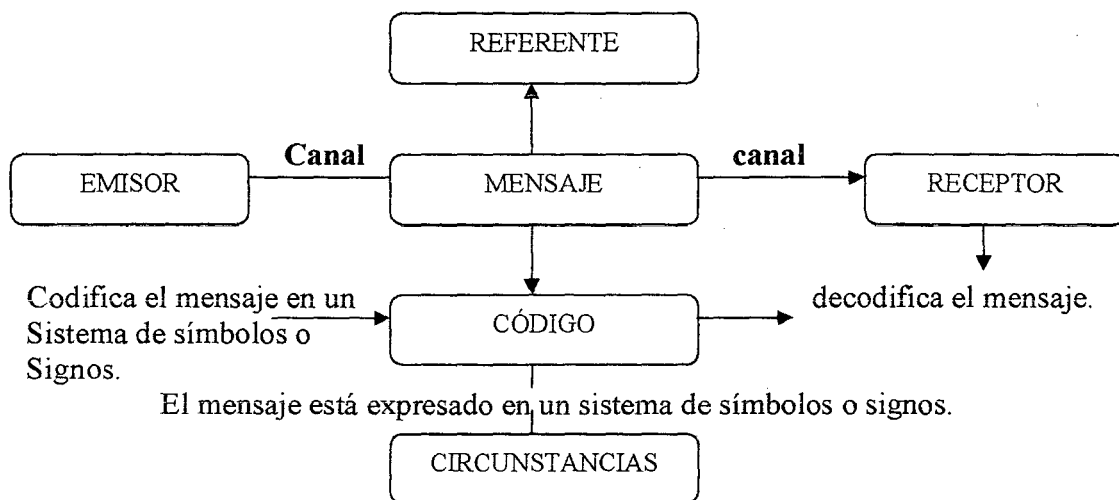 REFERENTE
Canal
canal
EMISOR
MENSAJE
RECEPTOR
Codifica el mensaje en un
Sistema de símbolos o
Signos.
CÓDIGO
decodifica el mensaje.
El mensaje está expresado en un sistema de símbolos o signos.
CIRCUNSTANCIAS